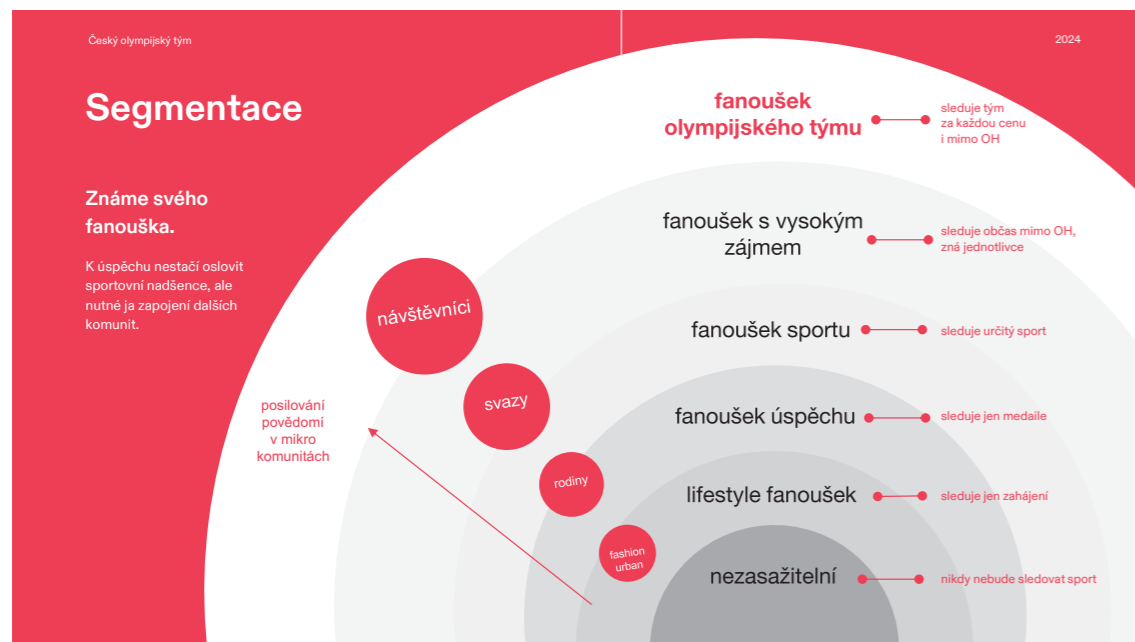 Český olympijský tým
2024
Segmentace
Známe svého
fanouška.
K úspěchu nestačí oslovit
sportovní nadšence, ale
nutné ja zapojení dalších
komunit.
fanoušek
olympijského týmu
sleduje tým
za každou cenu
i mimo OH
fanoušek s vysokým
zájmem
sleduje občas mimo OH,
zná jednotlivce
návštěvníci
fanoušek sportu
sleduje určitý sport
svazy
fanoušek úspěchu
sleduje jen medaile
posilování
povědomí
v mikro
komunitách
rodiny
lifestyle fanoušek
sleduje jen zahájení
fashion
urban
nezasažitelní
nikdy nebude sledovat sport